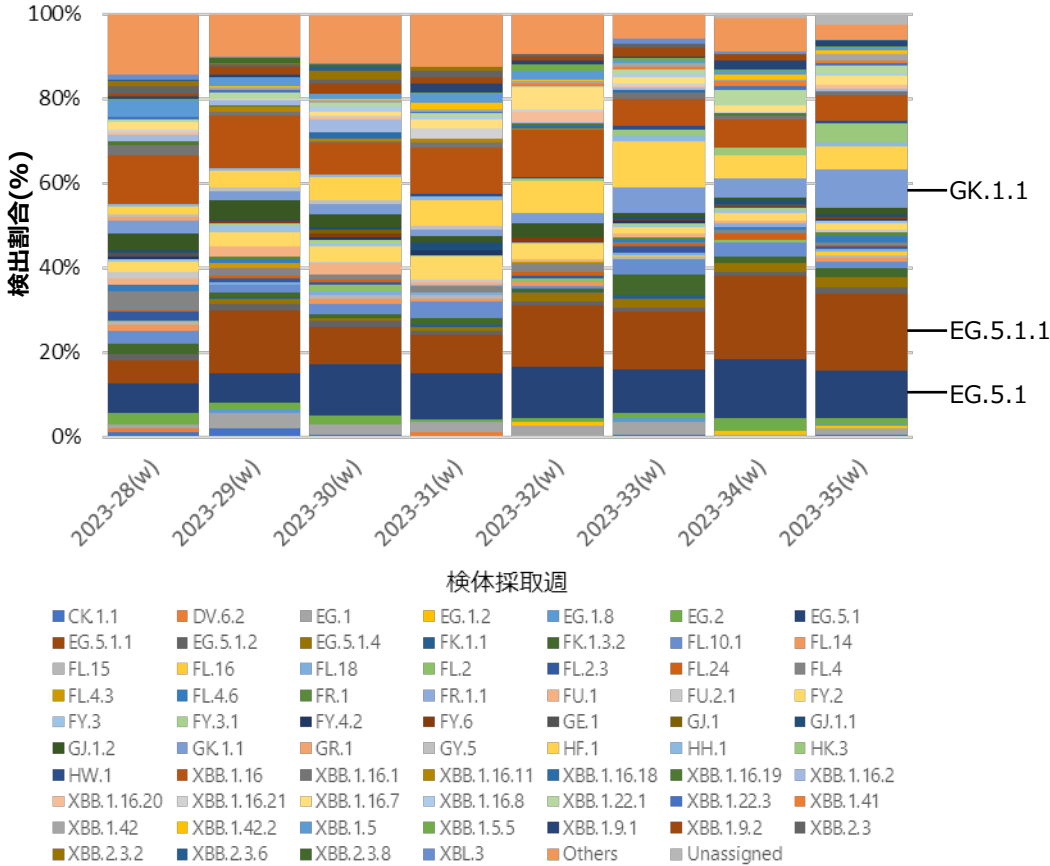 100%
80%
60%
40%
20%
0%
検出割合(%)
GK.1.1
EG.5.1.1
EG.5.1
2023-28(w)
2023-29(w)
2023-30(w)
2023-31(w)
2023-32(w)
2023-33(w)
2023-34(w)
2023-35(w)
検体採取週
CK.1.1 DV.6.2 EG.1 EG.1.2 EG.1.8 EG.2 EG.5.1
EG.5.1.1 EG.5.1.2 EG.5.1.4 FK.1.1 FK.1.3.2 FL.10.1 FL.14
FL.15 FL.16 FL.18 FL.2 FL.2.3 FL.24 FL.4
FL.4.3 FL.4.6 FR.1 FR.1.1 FU.1 FU.2.1 FY.2
FY.3 FY.3.1 FY.4.2 FY.6 GE.1 GJ.1 GJ.1.1
GJ.1.2 GK.1.1 GR.1 GY.5 HF.1 HH.1 HK.3
HW.1 XBB.1.16 XBB.1.16.1 XBB.1.16.11 XBB.1.16.18 XBB.1.16.19 XBB.1.16.2
XBB.1.16.20 XBB.1.16.21 XBB.1.16.7 XBB.1.16.8 XBB.1.22.1 XBB.1.22.3 XBB.1.41
XBB.1.42 XBB.1.42.2 XBB.1.5 XBB.1.5.5 XBB.1.9.1 XBB.1.9.2 XBB.2.3
XBB.2.3.2 XBB.2.3.6 XBB.2.3.8 XBL.3 Others Unassigned